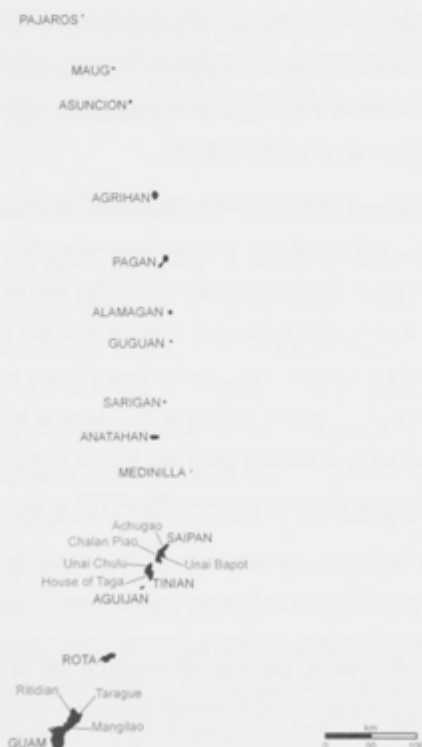 PAJAROS
MAUG
ASUNCION
AGRIHAN
PAGAN
ALAMAGAN
GUGUAN
SARIGAN
ANATAHAN
MEDINILLA
Achugao
SAIPAN
Chalan Piao
Unai Chulu
Unai Bapot
House of Taga
TINIAN
AGUIJAN
ROTA
Ritidian
Tarague
Mangilao
GUAM
km
0